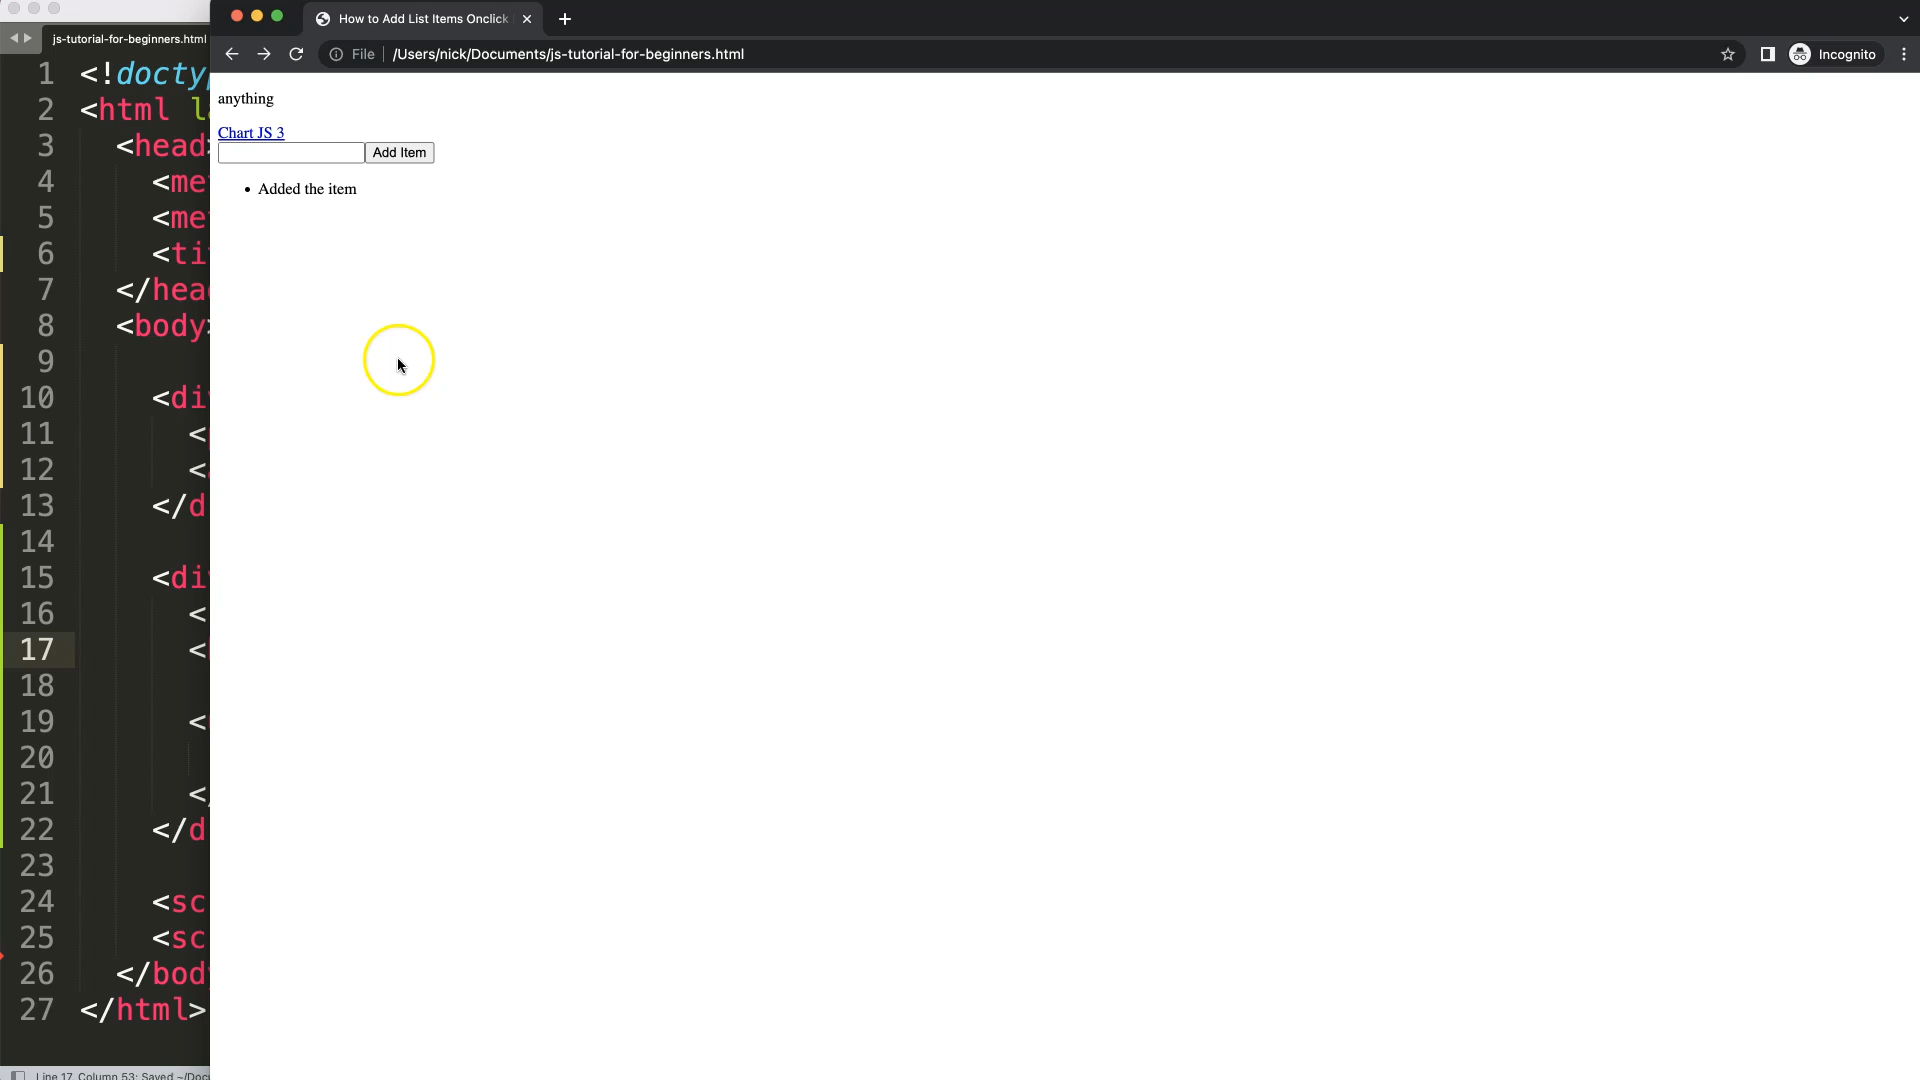 js-tutorial-for-beginners.html
1 <!doctyp
2 <html la
3 <head>
4 <me
5 <me
6 <ti
7 </hea
8 <body>
9
10 <di
11 <
12 <
13 </d
14
15 <di
16 <
17 <
18
19 <
20
21 </
22 </d
23
24 <sc
25 <sc
26 </bod
27 </html>
Line 17, Column 53; Saved ~/Doc
How to Add List Items Onclick
File /Users/nick/Documents/js-tutorial-for-beginners.html
Incognito
anything
Chart JS 3
Add Item
• Added the item